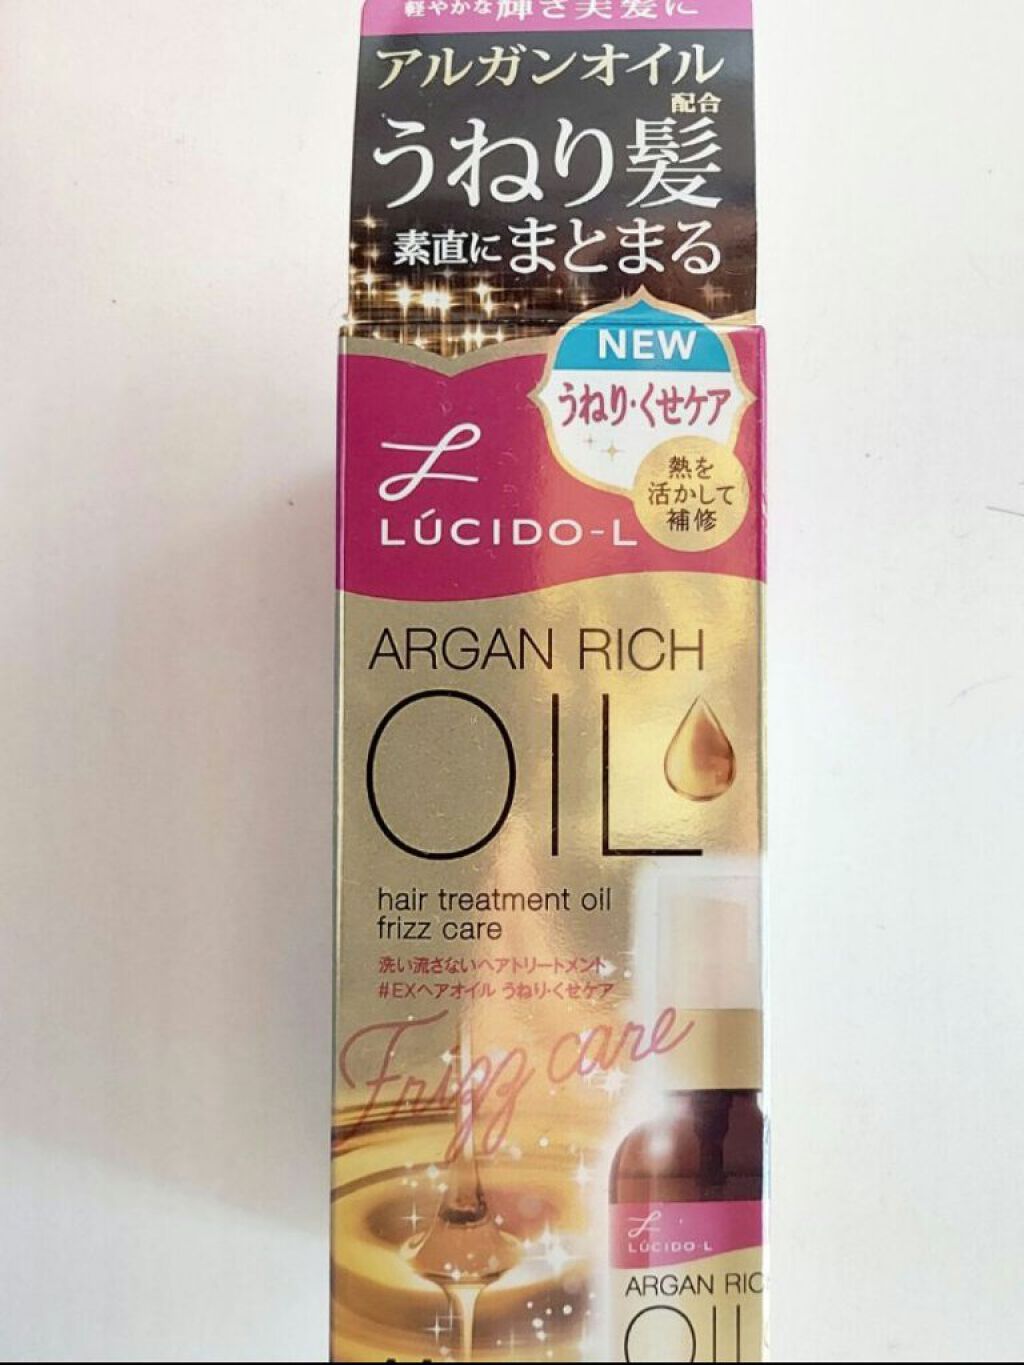 軽やかな輝き美髪に
アルガンオイル
配合
うねり髪
素直にまとまる
NEW
うねり・くせケア
熱を
活かして
補修
LÚCIDO-L
ARGAN RICH
OIL
hair treatment oil
frizz care
洗い流さないヘアトリートメント
#EXヘアオイル うねり・くせケア
Frizz care
LÚCIDO-L
ARGAN RIC
OIL